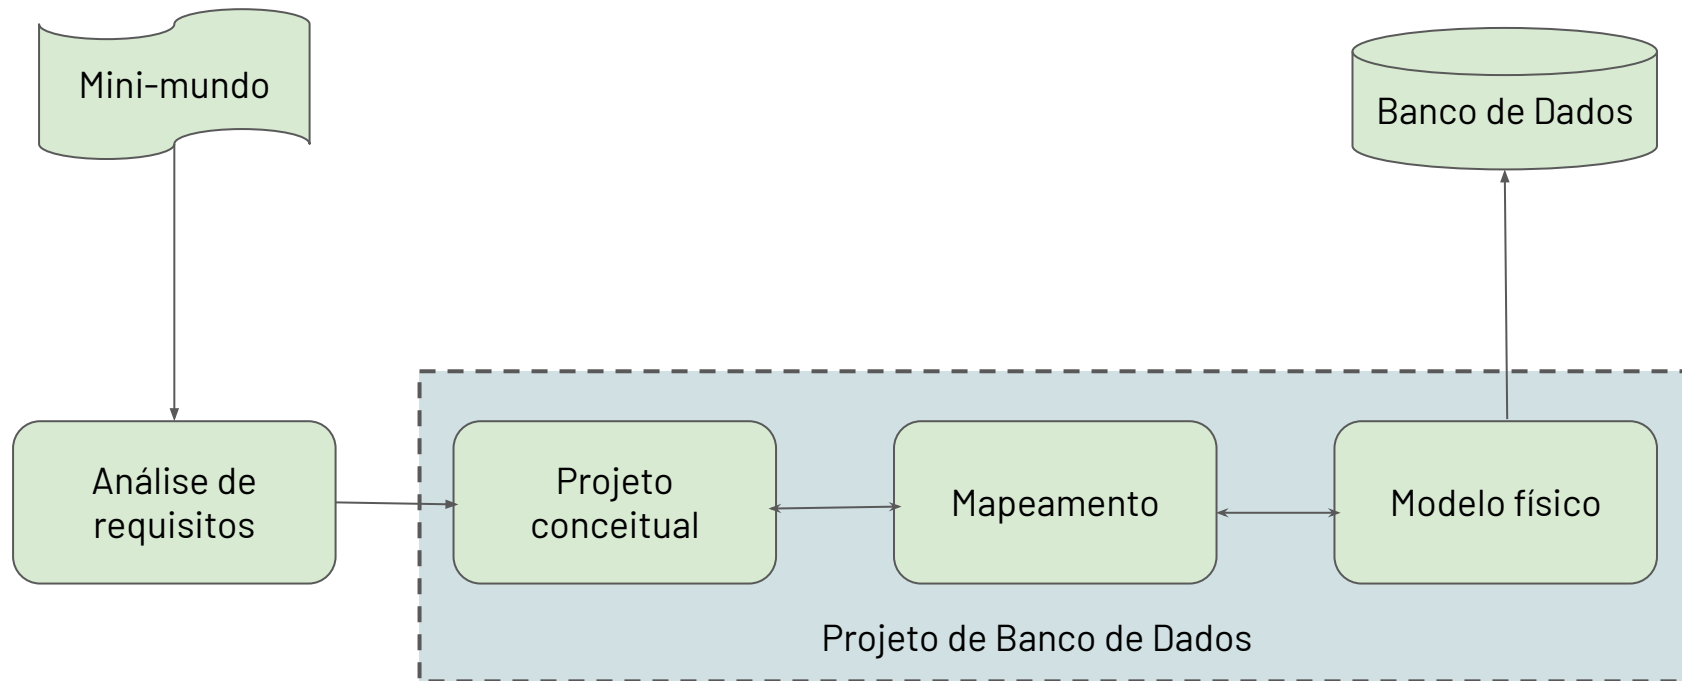 Mini-mundo
Banco de Dados
Análise de
requisitos
Projeto
conceitual
Mapeamento
Modelo físico
Projeto de Banco de Dados